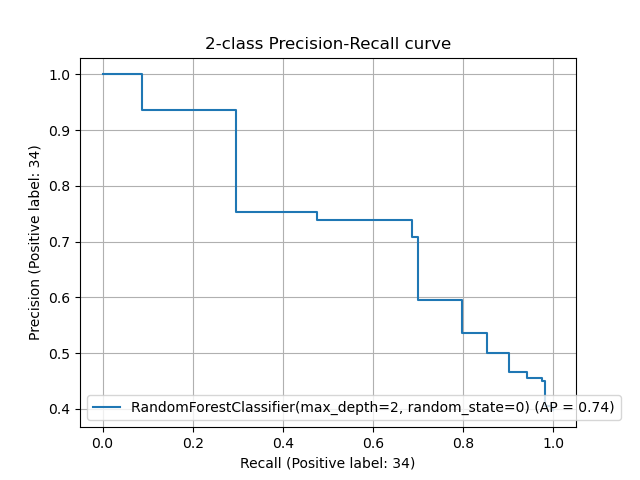 2-class Precision-Recall curve
1.0
0.9
0.8
0.7
0.6
0.5
0.4
Precision (Positive label: 34)
RandomForestClassifier(max_depth=2, random_state=0) (AP = 0.74)
0.0 0.2 0.4 0.6 0.8 1.0
Recall (Positive label: 34)